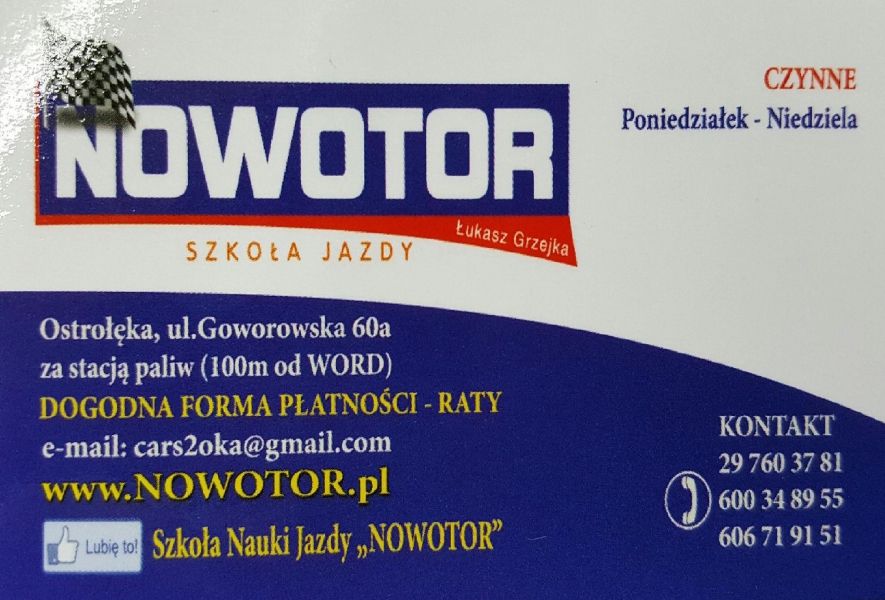 NOWOTOR
Łukasz Grzejka
SZKOŁA JAZDY
CZYNNE
Poniedziałek - Niedziela
Ostrołęka, ul.Goworowska 60a
za stacją paliw (100m od WORD)
DOGODNA FORMA PŁATNOŚCI - RATY
e-mail: cars2oka@gmail.com
www.NOWOTOR.pl
Lubię to! Szkoła Nauki Jazdy „NOWOTOR”
KONTAKT
29 760 37 81
600 34 89 55
606 71 91 51